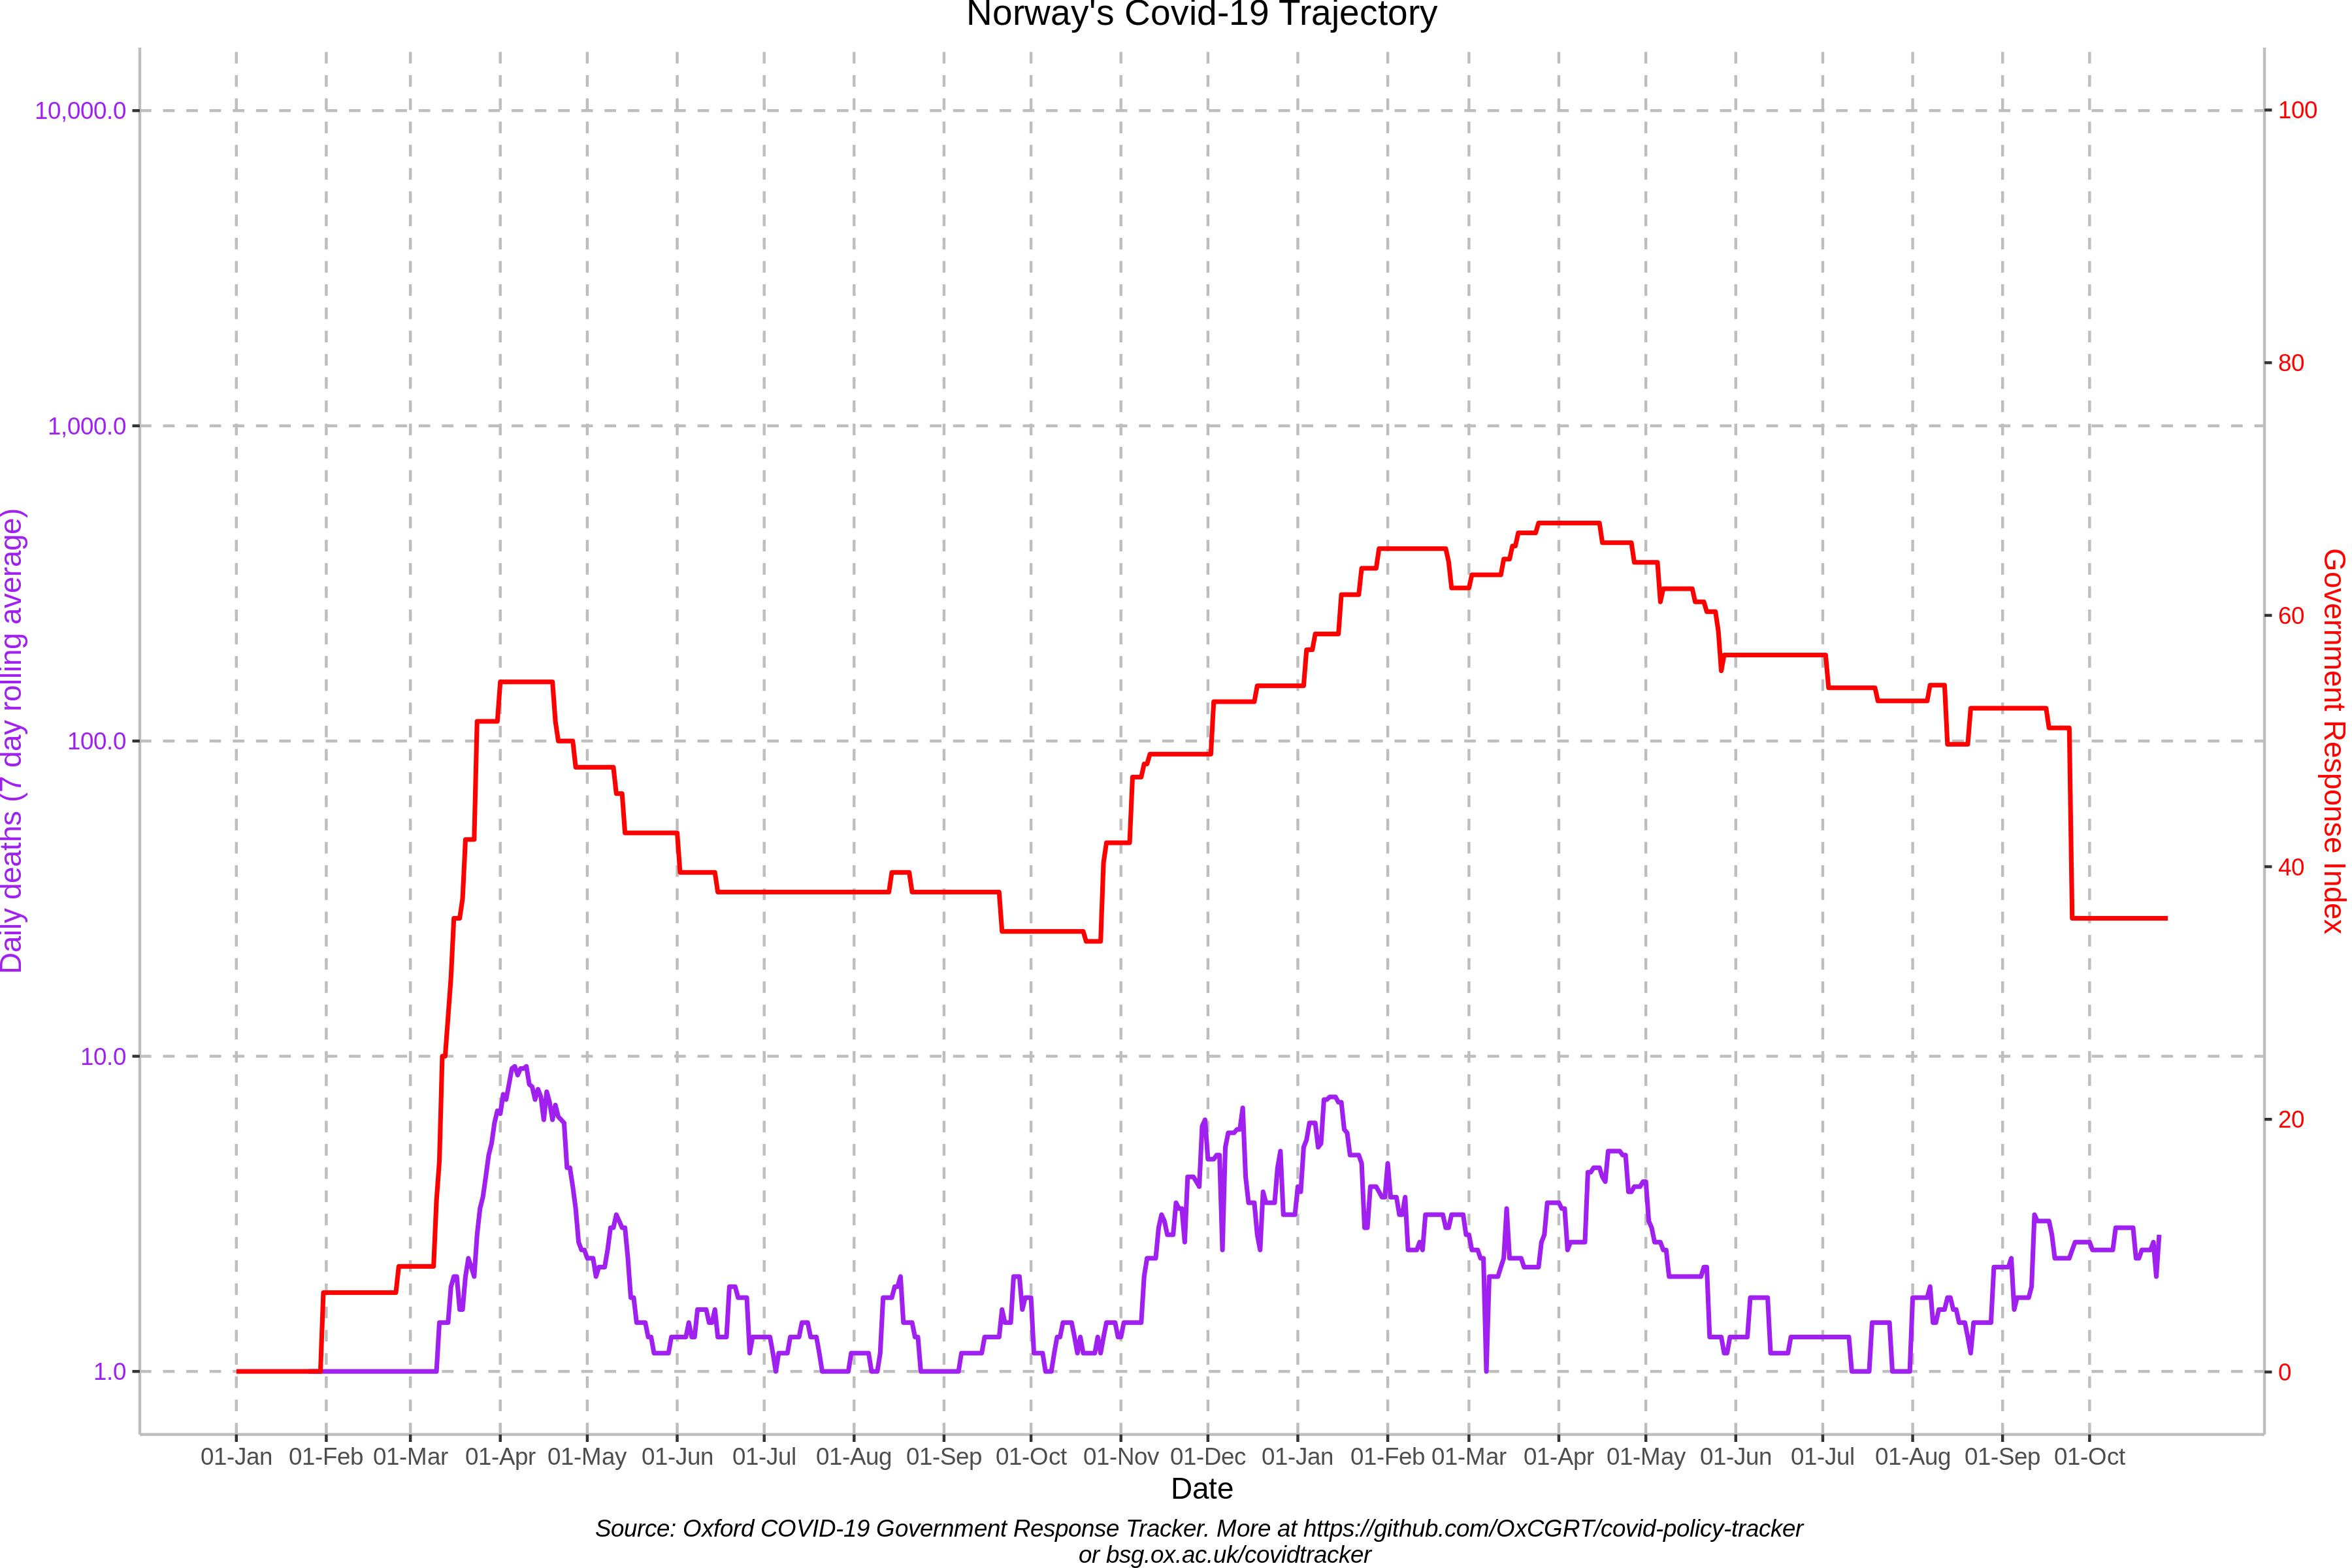 Norway's Covid-19 Trajectory
Daily deaths (7 day rolling average)
10,000.0
1,000.0
100.0
10.0
1.0
100
80
60
40
20
0
Government Response Index
01-Jan 01-Feb 01-Mar 01-Apr 01-May 01-Jun 01-Jul 01-Aug 01-Sep 01-Oct 01-Nov 01-Dec 01-Jan 01-Feb 01-Mar 01-Apr 01-May 01-Jun 01-Jul 01-Aug 01-Sep 01-Oct
Date
Source: Oxford COVID-19 Government Response Tracker. More at https://github.com/OxCGRT/covid-policy-tracker
or bsg.ox.ac.uk/covidtracker